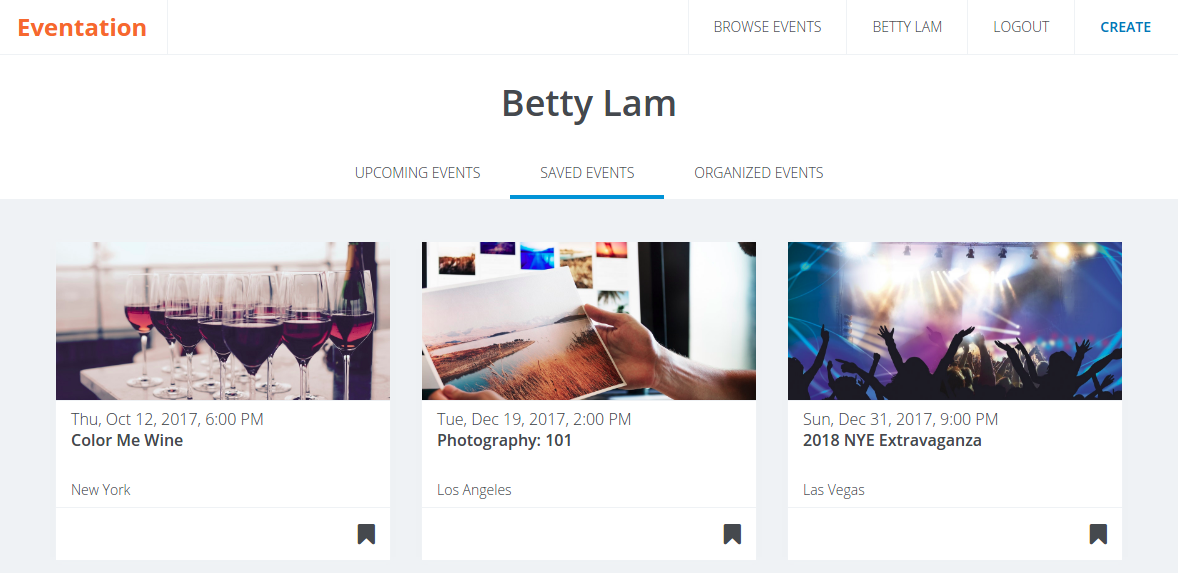 Eventation
BROWSE EVENTS
BETTY LAM
LOGOUT
CREATE
Betty Lam
UPCOMING EVENTS
SAVED EVENTS
ORGANIZED EVENTS
Thu, Oct 12, 2017, 6:00 PM
Color Me Wine
New York
Tue, Dec 19, 2017, 2:00 PM
Photography: 101
Los Angeles
Sun, Dec 31, 2017, 9:00 PM
2018 NYE Extravaganza
Las Vegas